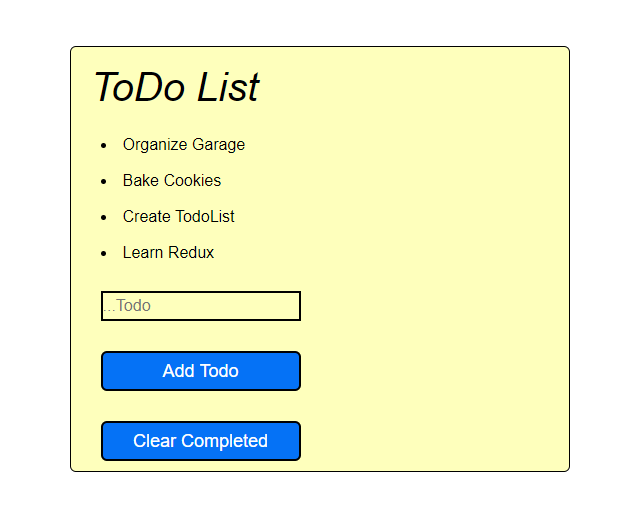 ToDo List
Organize Garage
Bake Cookies
Create TodoList
Learn Redux
...Todo
Add Todo
Clear Completed